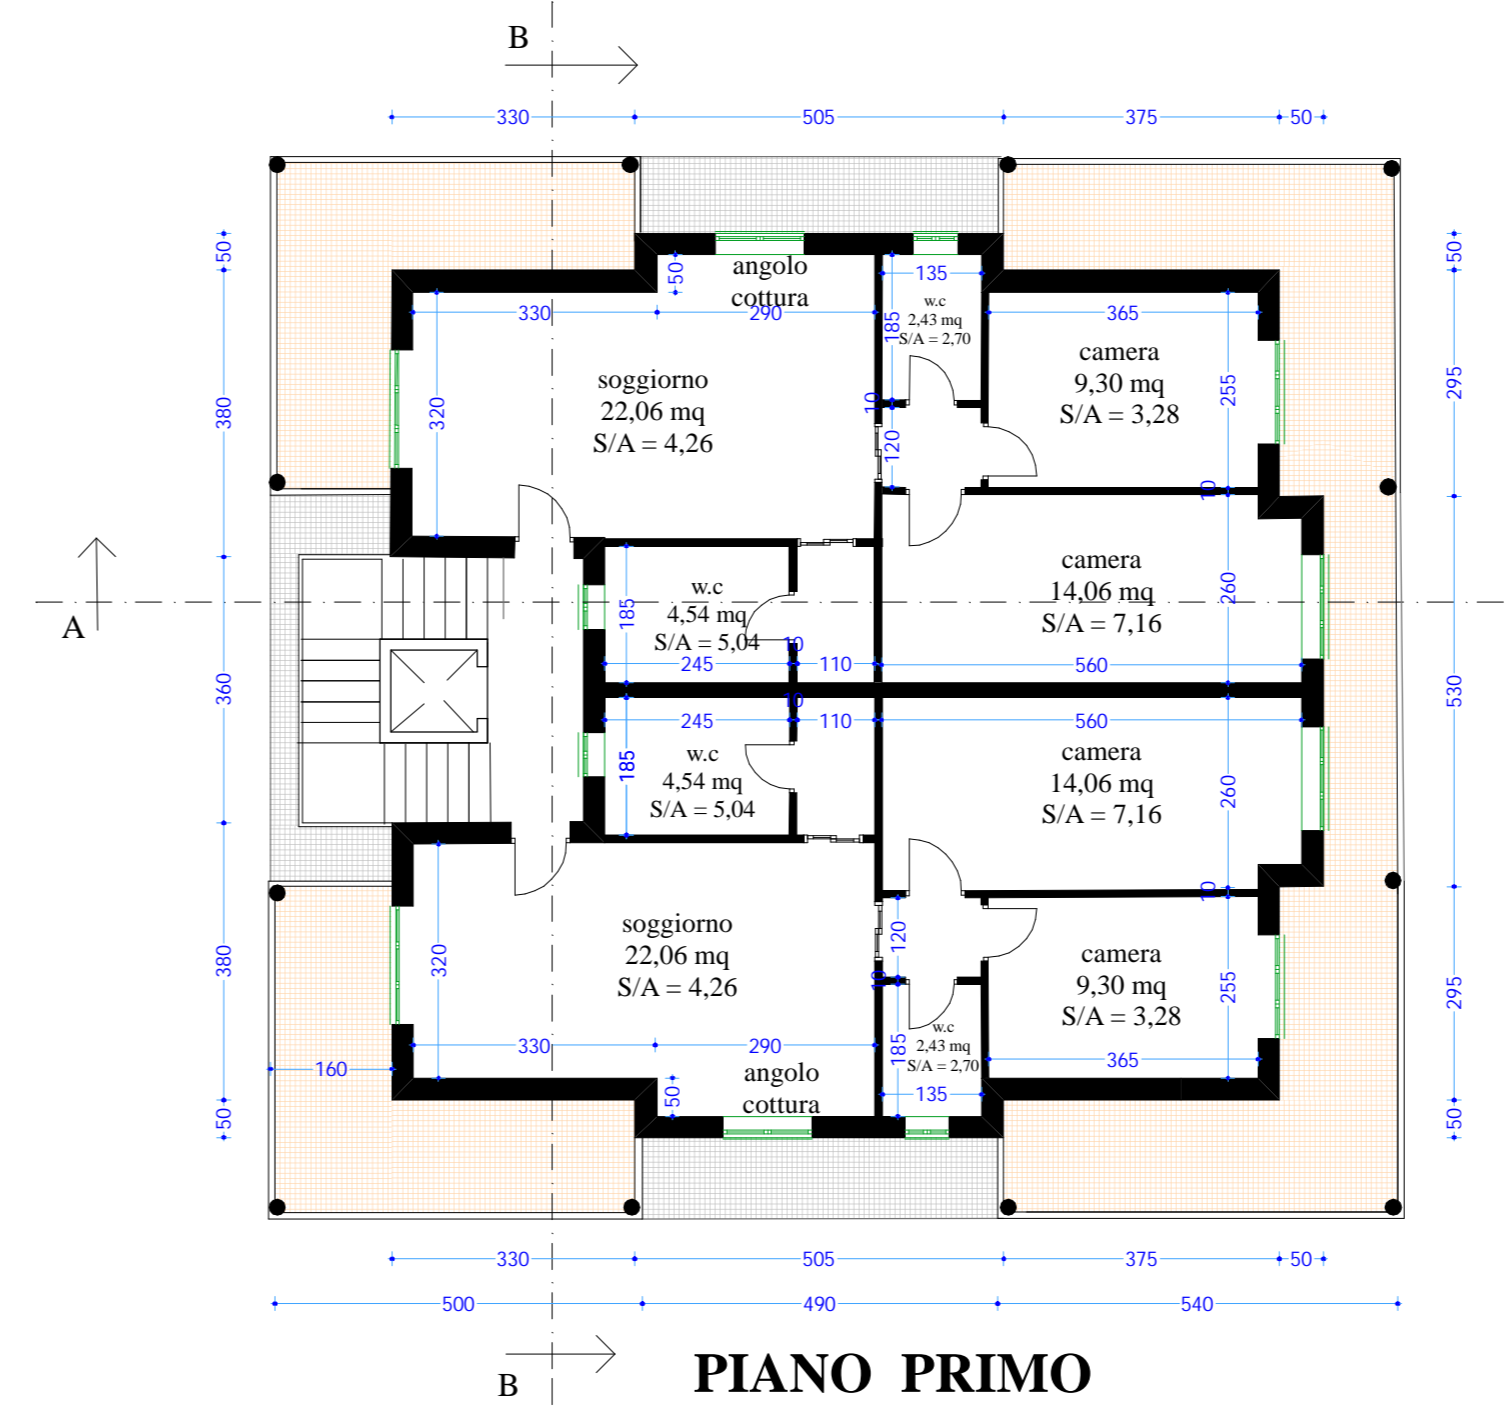 B
330
505
375
50
50
50
angolo
cottura
50
135
330
290
365
w.c
2,43 mq
S/A = 2,70
185
camera
9,30 mq
S/A = 3,28
255
soggiorno
22,06 mq
S/A = 4,26
320
380
295
10
120
10
A
w.c
4,54 mq
S/A = 5,04
185
10
245
110
camera
14,06 mq
S/A = 7,16
260
560
360
530
10
245
110
560
w.c
4,54 mq
S/A = 5,04
185
camera
14,06 mq
S/A = 7,16
260
10
soggiorno
22,06 mq
S/A = 4,26
320
380
120
10
camera
9,30 mq
S/A = 3,28
255
295
330
290
185
w.c
2,43 mq
S/A = 2,70
365
160
angolo
cottura
50
135
50
50
330
505
375
50
500
490
540
B
PIANO PRIMO